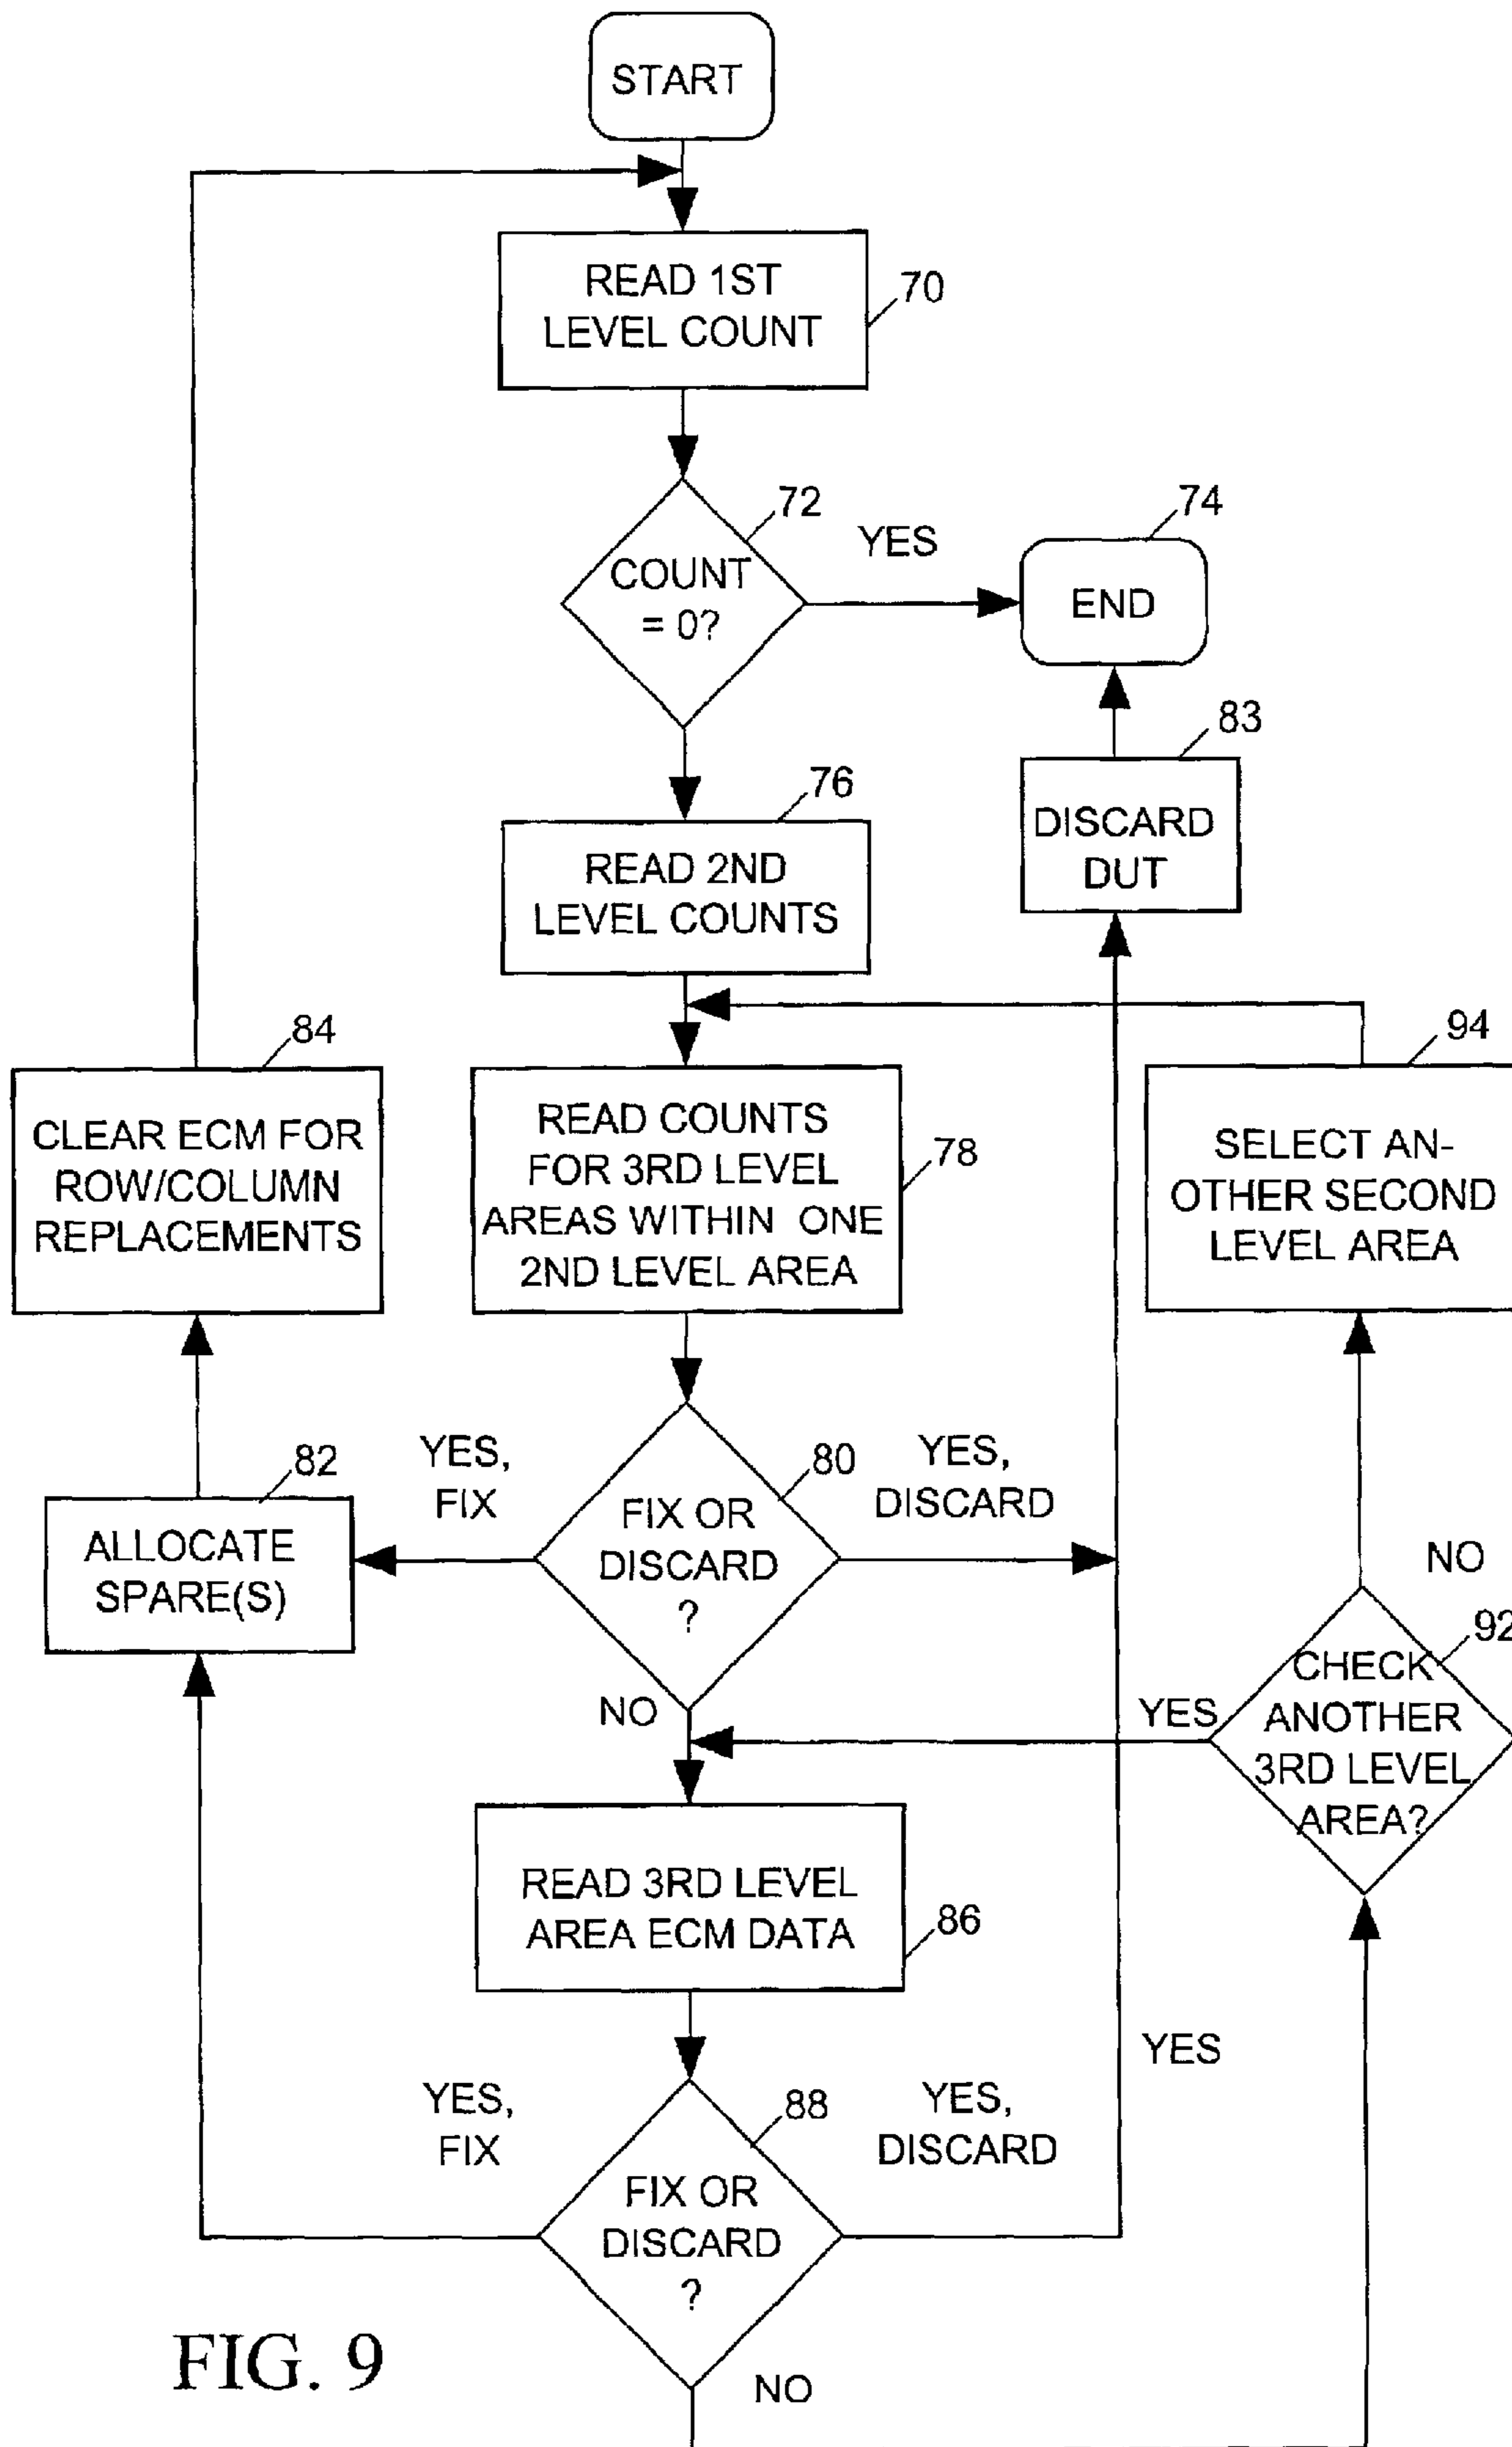 START
READ 1ST
LEVEL COUNT
70
72
COUNT
= 0?
YES
74
END
83
DISCARD
DUT
76
READ 2ND
LEVEL COUNTS
84
CLEAR ECM FOR
ROW/COLUMN
REPLACEMENTS
READ COUNTS
FOR 3RD LEVEL
AREAS WITHIN ONE
2ND LEVEL AREA
78
94
SELECT AN-
OTHER SECOND
LEVEL AREA
82
ALLOCATE
SPARE(S)
YES,
FIX
80
FIX OR
DISCARD
?
YES,
DISCARD
NO
NO
92
CHECK
ANOTHER
3RD LEVEL
AREA?
YES
READ 3RD LEVEL
AREA ECM DATA
86
YES
YES,
FIX
88
FIX OR
DISCARD
?
YES,
DISCARD
NO
FIG. 9